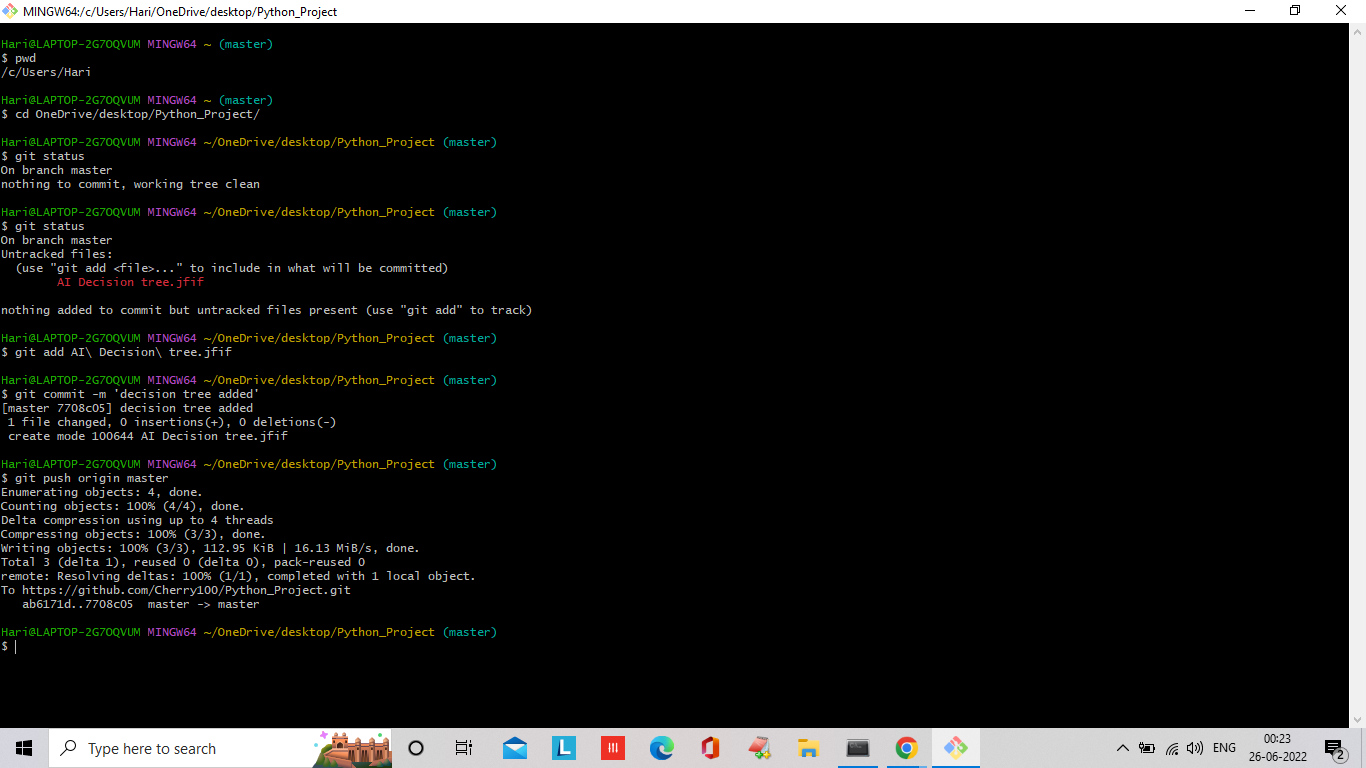 MINGW64:/c/Users/Hari/OneDrive/desktop/Python_Project
Hari@LAPTOP-2G7OQVUM MINGW64 ~ (master)
$ pwd
/c/Users/Hari
Hari@LAPTOP-2G7OQVUM MINGW64 ~ (master)
$ cd OneDrive/desktop/Python_Project/
Hari@LAPTOP-2G7OQVUM MINGW64 ~/OneDrive/desktop/Python_Project (master)
$ git status
On branch master
nothing to commit, working tree clean
Hari@LAPTOP-2G7OQVUM MINGW64 ~/OneDrive/desktop/Python_Project (master)
$ git status
On branch master
Untracked files:
  (use "git add <file>..." to include in what will be committed)
        AI Decision tree.jfif
nothing added to commit but untracked files present (use "git add" to track)
Hari@LAPTOP-2G7OQVUM MINGW64 ~/OneDrive/desktop/Python_Project (master)
$ git add AI\ Decision\ tree.jfif
Hari@LAPTOP-2G7OQVUM MINGW64 ~/OneDrive/desktop/Python_Project (master)
$ git commit -m 'decision tree added'
[master 7708c05] decision tree added
 1 file changed, 0 insertions(+), 0 deletions(-)
 create mode 100644 AI Decision tree.jfif
Hari@LAPTOP-2G7OQVUM MINGW64 ~/OneDrive/desktop/Python_Project (master)
$ git push origin master
Enumerating objects: 4, done.
Counting objects: 100% (4/4), done.
Delta compression using up to 4 threads
Compressing objects: 100% (3/3), done.
Writing objects: 100% (3/3), 112.95 KiB | 16.13 MiB/s, done.
Total 3 (delta 1), reused 0 (delta 0), pack-reused 0
remote: Resolving deltas: 100% (1/1), completed with 1 local object.
To https://github.com/Cherry100/Python_Project.git
   ab6171d..7708c05  master -> master
Hari@LAPTOP-2G7OQVUM MINGW64 ~/OneDrive/desktop/Python_Project (master)
$
Type here to search
L
ENG
00:23
26-06-2022
2